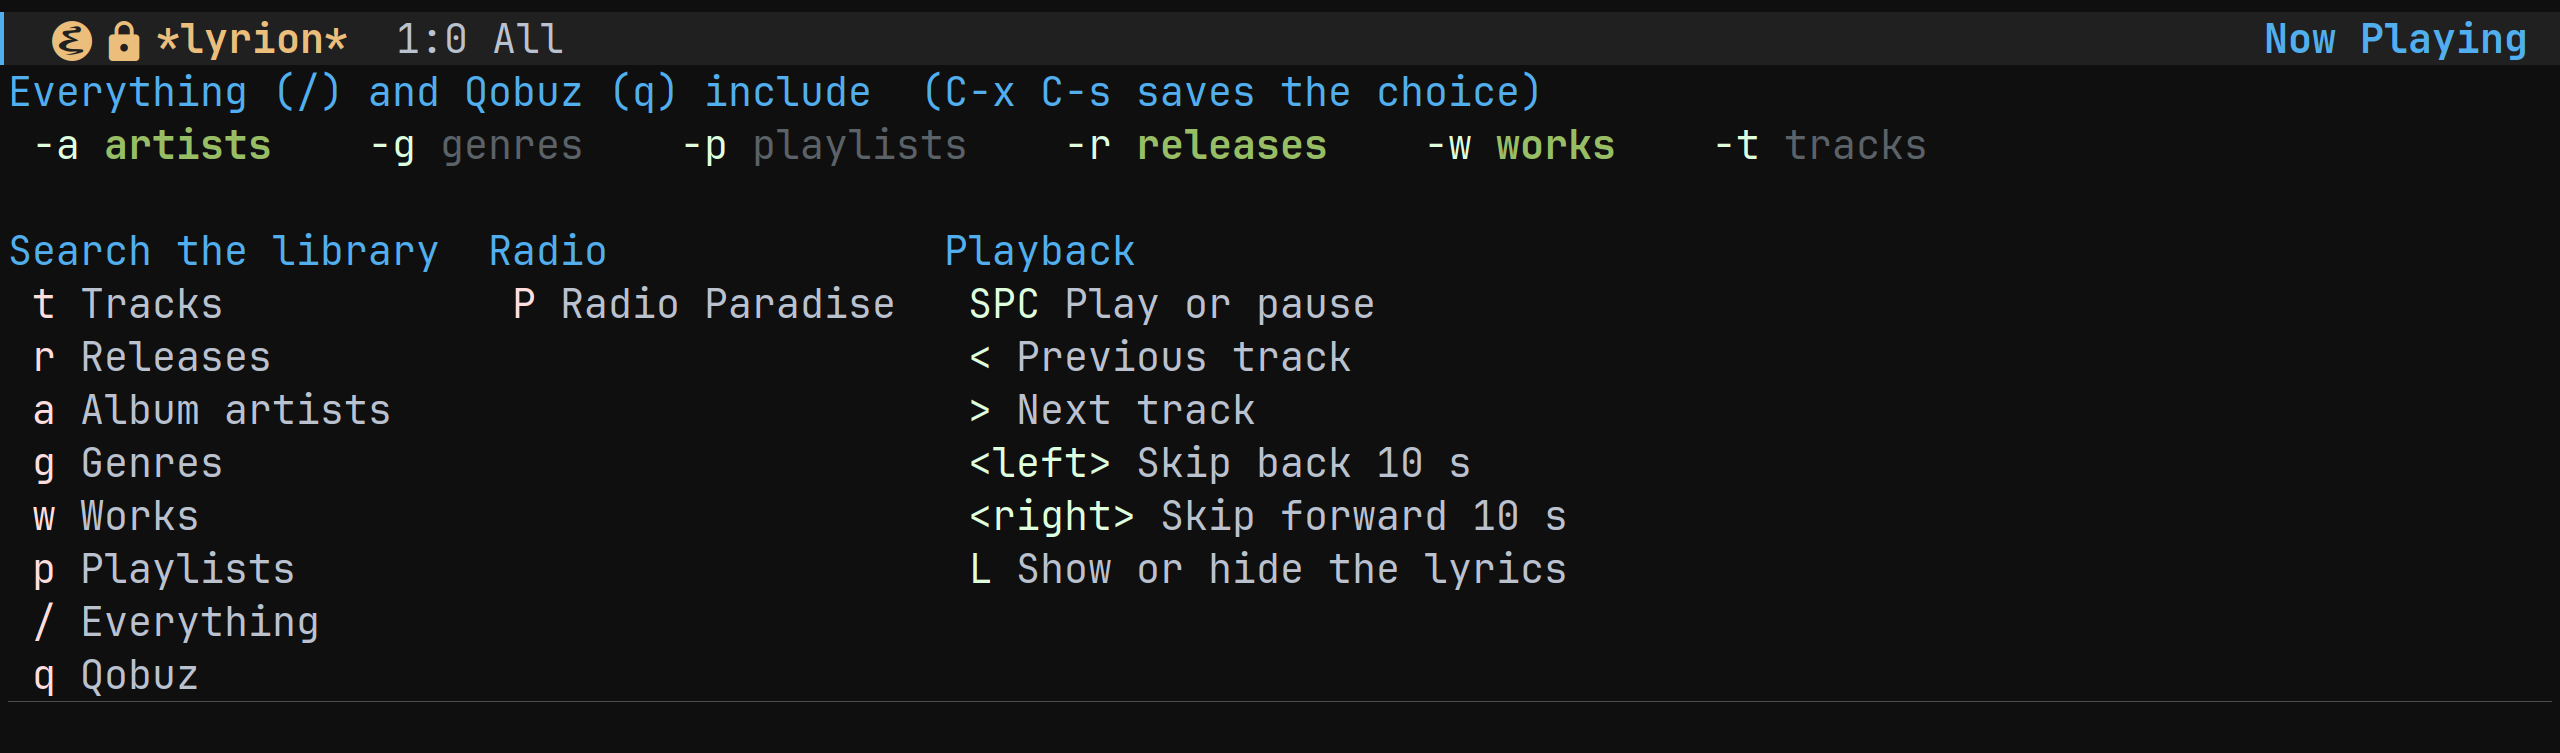 *lyrion* 1:0 All Now Playing
Everything (/) and Qobuz (q) include (C-x C-s saves the choice)
-a artists -g genres -p playlists -r releases -w works -t tracks
Search the library Radio Playback
t Tracks P Radio Paradise SPC Play or pause
r Releases < Previous track
a Album artists > Next track
g Genres <left> Skip back 10 s
w Works <right> Skip forward 10 s
p Playlists L Show or hide the lyrics
/ Everything
q Qobuz